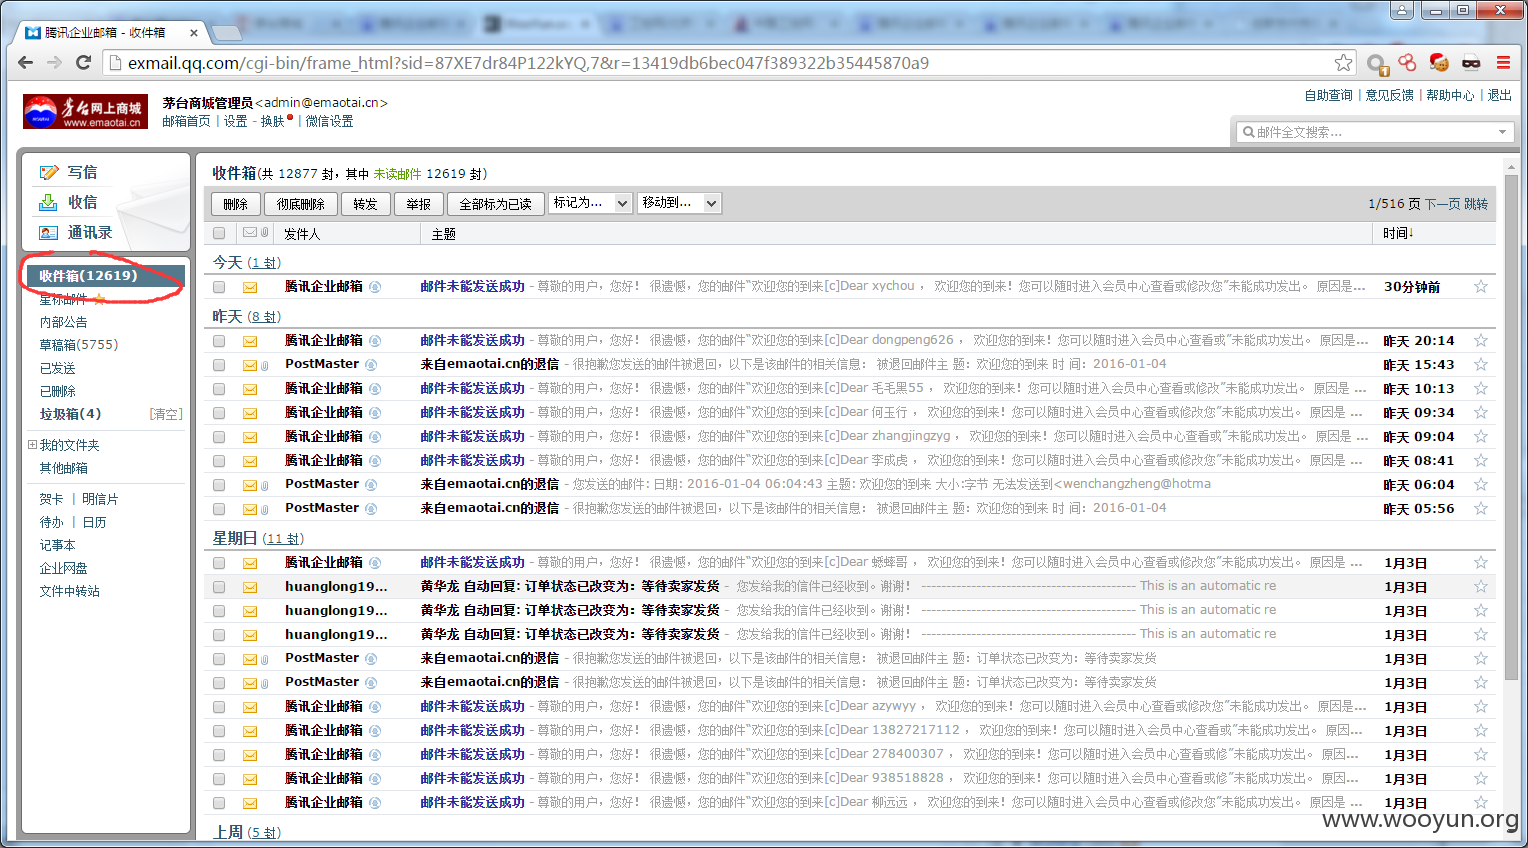 腾讯企业邮箱 - 收件箱
exmail.qq.com/cgi-bin/frame_html?sid=87XE7dr84P122kYQ,7&r=13419db6bec047f389322b35445870a9
茅台网上商城
www.emaotai.cn
茅台商城管理员<admin@emaotai.cn>
邮箱首页 | 设置 - 换肤 | 微信设置
自助查询 | 意见反馈 | 帮助中心 | 退出
邮件全文搜索...
写信
收信
通讯录
收件箱(12619)
星标邮件
内部公告
草稿箱(5755)
已发送
已删除
垃圾箱(4) [清空]
我的文件夹
其他邮箱
贺卡 | 明信片
待办 | 日历
记事本
企业网盘
文件中转站
收件箱(共 12877 封，其中 未读邮件 12619 封)
删除 彻底删除 转发 举报 全部标为已读 标记为... 移动到... 1/516 页 下一页 跳转
发件人 主题 时间↓
今天 (1 封)
腾讯企业邮箱 邮件未能发送成功 - 尊敬的用户，您好！ 很遗憾，您的邮件“欢迎您的到来[c]Dear xychou ， 欢迎您的到来！您可以随时进入会员中心查看或修改您”未能成功发出。 原因是... 30分钟前
昨天 (8 封)
腾讯企业邮箱 邮件未能发送成功 - 尊敬的用户，您好！ 很遗憾，您的邮件“欢迎您的到来[c]Dear dongpeng626 ， 欢迎您的到来！您可以随时进入会员中心查看或修”未能成功发出。 原因是... 昨天 20:14
PostMaster 来自emaotai.cn的退信 - 很抱歉您发送的邮件被退回，以下是该邮件的相关信息： 被退回邮件主 题：欢迎您的到来 时 间：2016-01-04 昨天 15:43
腾讯企业邮箱 邮件未能发送成功 - 尊敬的用户，您好！ 很遗憾，您的邮件“欢迎您的到来[c]Dear 毛毛黑55 ， 欢迎您的到来！您可以随时进入会员中心查看或修改”未能成功发出。 原因是 ... 昨天 10:13
腾讯企业邮箱 邮件未能发送成功 - 尊敬的用户，您好！ 很遗憾，您的邮件“欢迎您的到来[c]Dear 何玉行 ， 欢迎您的到来！您可以随时进入会员中心查看或修改您”未能成功发出。 原因是 ... 昨天 09:34
腾讯企业邮箱 邮件未能发送成功 - 尊敬的用户，您好！ 很遗憾，您的邮件“欢迎您的到来[c]Dear zhangjingzyg ， 欢迎您的到来！您可以随时进入会员中心查看或”未能成功发出。 原因是 ... 昨天 09:04
腾讯企业邮箱 邮件未能发送成功 - 尊敬的用户，您好！ 很遗憾，您的邮件“欢迎您的到来[c]Dear 李成虎 ， 欢迎您的到来！您可以随时进入会员中心查看或修改您”未能成功发出。 原因是 ... 昨天 08:41
PostMaster 来自emaotai.cn的退信 - 您发送的邮件: 日期: 2016-01-04 06:04:43 主题: 欢迎您的到来 大小:字节 无法发送到<wenchangzheng@hotma 昨天 06:04
PostMaster 来自emaotai.cn的退信 - 很抱歉您发送的邮件被退回，以下是该邮件的相关信息： 被退回邮件主 题：欢迎您的到来 时 间：2016-01-04 昨天 05:56
星期日 (11 封)
腾讯企业邮箱 邮件未能发送成功 - 尊敬的用户，您好！ 很遗憾，您的邮件“欢迎您的到来[c]Dear 蟋蟀哥 ， 欢迎您的到来！您可以随时进入会员中心查看或修改您”未能成功发出。 原因是 ... 1月3日
huanglong19... 黄华龙 自动回复: 订单状态已改变为：等待卖家发货 - 您发给我的信件已经收到。谢谢！ ---------------------------------------- This is an automatic re 1月3日
huanglong19... 黄华龙 自动回复: 订单状态已改变为：等待卖家发货 - 您发给我的信件已经收到。谢谢！ ---------------------------------------- This is an automatic re 1月3日
huanglong19... 黄华龙 自动回复: 订单状态已改变为：等待卖家发货 - 您发给我的信件已经收到。谢谢！ ---------------------------------------- This is an automatic re 1月3日
PostMaster 来自emaotai.cn的退信 - 很抱歉您发送的邮件被退回，以下是该邮件的相关信息： 被退回邮件主 题：订单状态已改变为：等待卖家发货 1月3日
PostMaster 来自emaotai.cn的退信 - 很抱歉您发送的邮件被退回，以下是该邮件的相关信息： 被退回邮件主 题：订单状态已改变为：等待卖家发货 1月3日
腾讯企业邮箱 邮件未能发送成功 - 尊敬的用户，您好！ 很遗憾，您的邮件“欢迎您的到来[c]Dear azywyy ， 欢迎您的到来！您可以随时进入会员中心查看或修改您”未能成功发出。 原因是... 1月3日
腾讯企业邮箱 邮件未能发送成功 - 尊敬的用户，您好！ 很遗憾，您的邮件“欢迎您的到来[c]Dear 13827217112 ， 欢迎您的到来！您可以随时进入会员中心查看或”未能成功发出。 原因... 1月3日
腾讯企业邮箱 邮件未能发送成功 - 尊敬的用户，您好！ 很遗憾，您的邮件“欢迎您的到来[c]Dear 278400307 ， 欢迎您的到来！您可以随时进入会员中心查看或修”未能成功发出。 原因... 1月3日
腾讯企业邮箱 邮件未能发送成功 - 尊敬的用户，您好！ 很遗憾，您的邮件“欢迎您的到来[c]Dear 938518828 ， 欢迎您的到来！您可以随时进入会员中心查看或修”未能成功发出。 原因... 1月3日
腾讯企业邮箱 邮件未能发送成功 - 尊敬的用户，您好！ 很遗憾，您的邮件“欢迎您的到来[c]Dear 柳远远 ， 欢迎您的到来！您可以随时进入会员中心查看或修改您”未能成功发出。 原因是 ... 1月3日
上周 (5 封)
www.wooyun.org